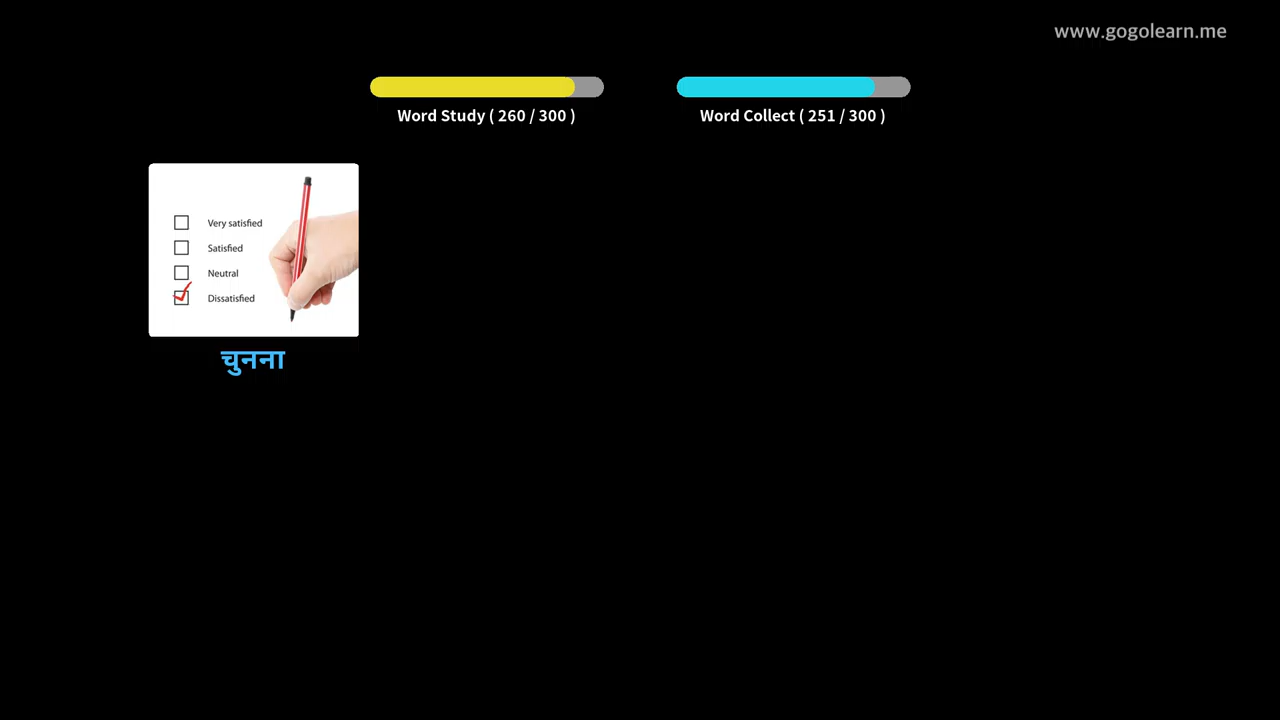 www.gogolearn.me
Word Study ( 260 / 300 )
Word Collect ( 251 / 300 )
Very satisfied
Satisfied
Neutral
Dissatisfied
चुनना